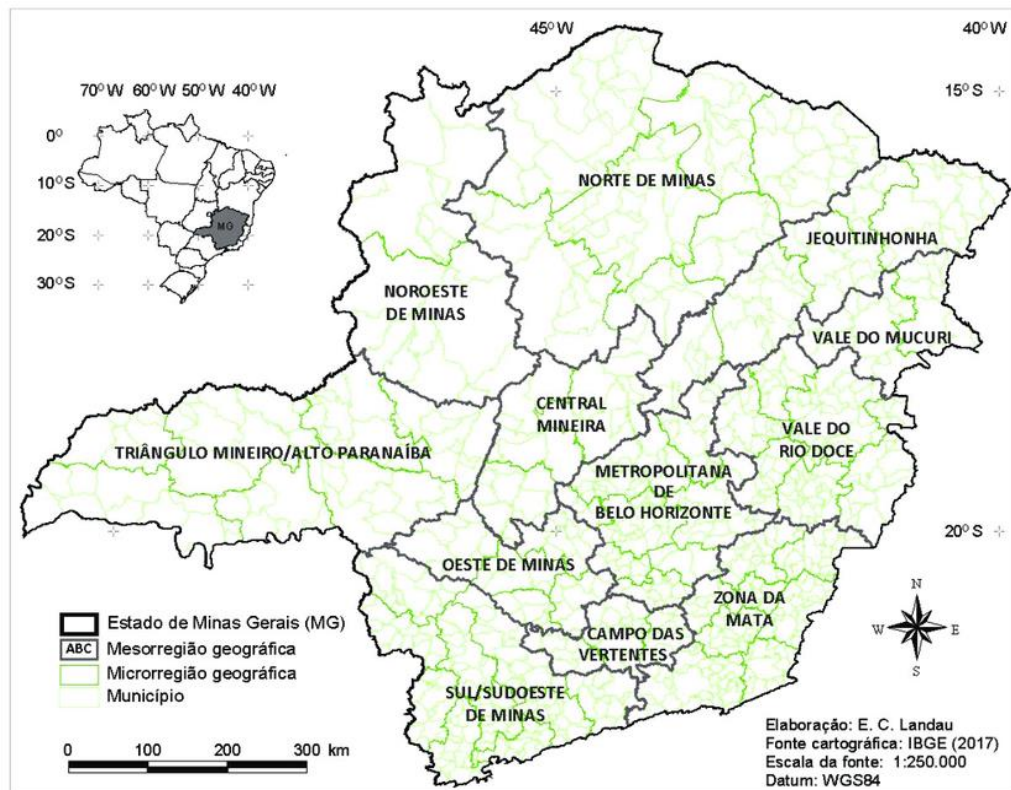 45° W
40° W
70° W 60° W 50° W 40° W
15° S
0°
10° S
20° S
30° S
MG
NORTE DE MINAS
JEQUITINHONHA
NOROESTE
DE MINAS
VALE DO MUCURI
CENTRAL
MINEIRA
VALE DO
RIO DOCE
TRIÂNGULO MINEIRO/ALTO PARANAÍBA
METROPOLITANA
DE
BELO HORIZONTE
20° S
OESTE DE MINAS
ZONA DA
MATA
CAMPO DAS
VERTENTES
SUL/SUDOESTE
DE MINAS
N
W E
S
Estado de Minas Gerais (MG)
ABC Mesorregião geográfica
Microrregião geográfica
Município
0 100 200 300 km
Elaboração: E. C. Landau
Fonte cartográfica: IBGE (2017)
Escala da fonte: 1:250.000
Datum: WGS84